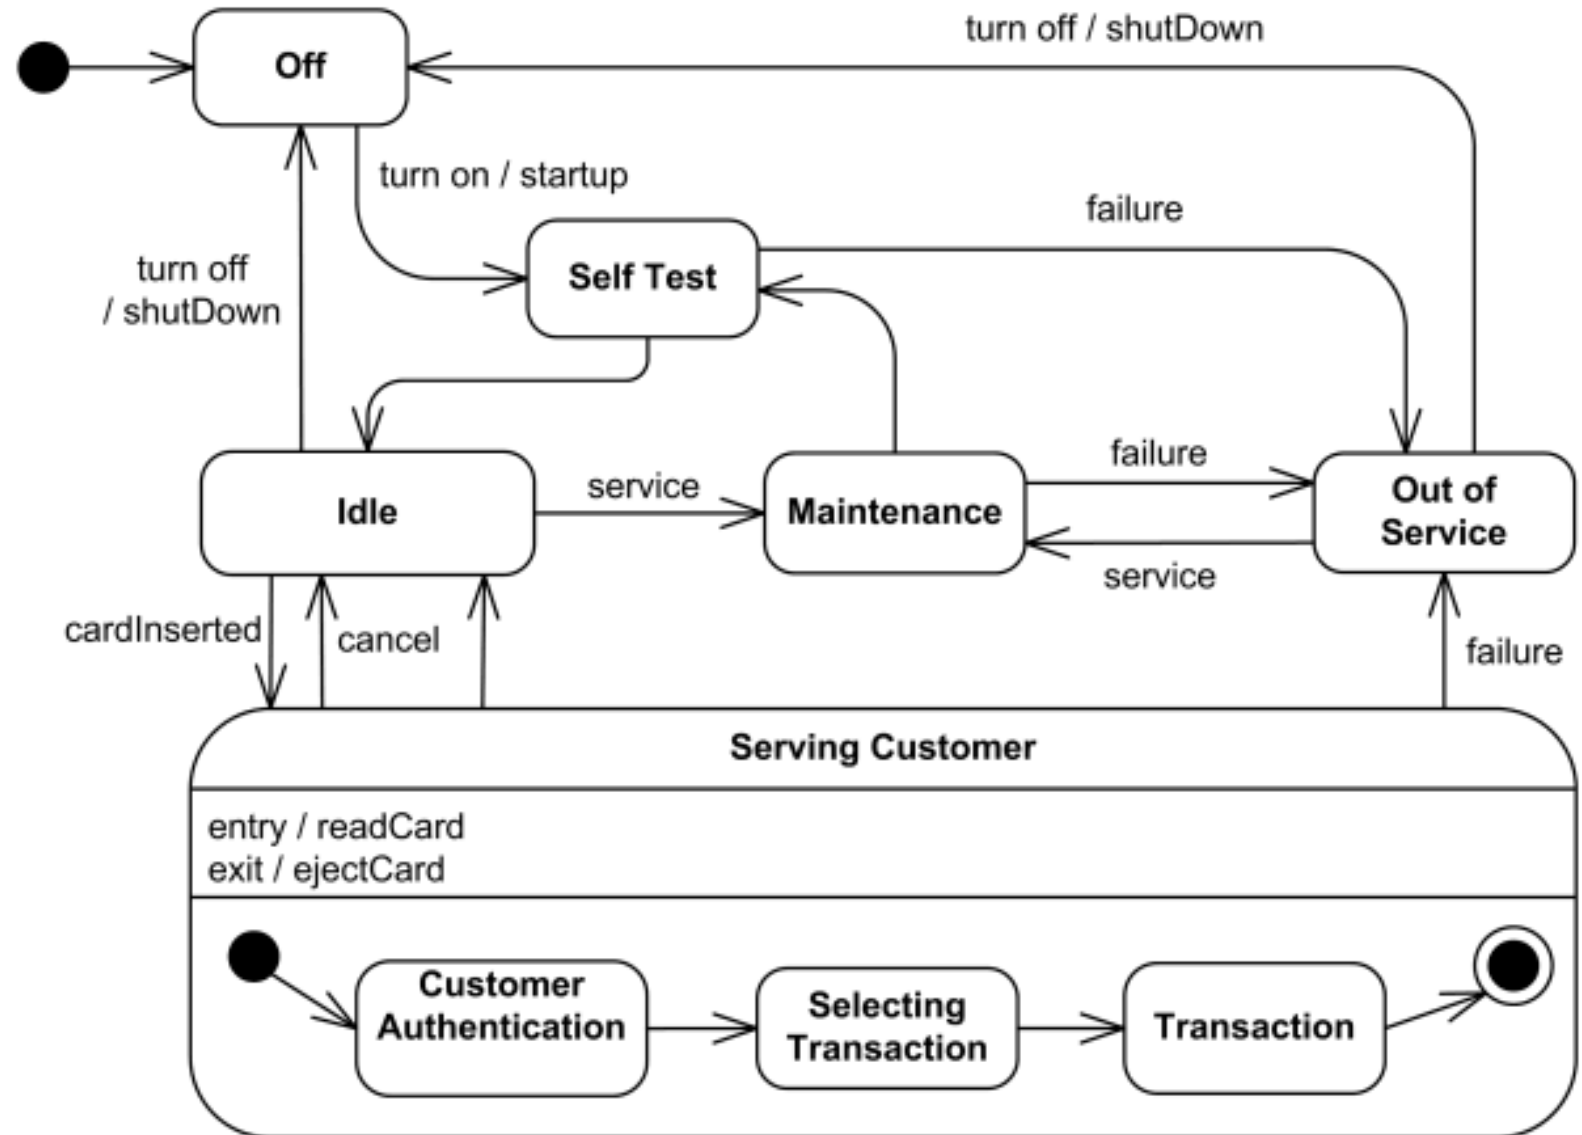 turn off / shutDown
Off
turn on / startup
failure
turn off
/ shutDown
Self Test
failure
Idle
service
Maintenance
Out of
Service
service
cardInserted
cancel
failure
Serving Customer
entry / readCard
exit / ejectCard
Customer
Authentication
Selecting
Transaction
Transaction